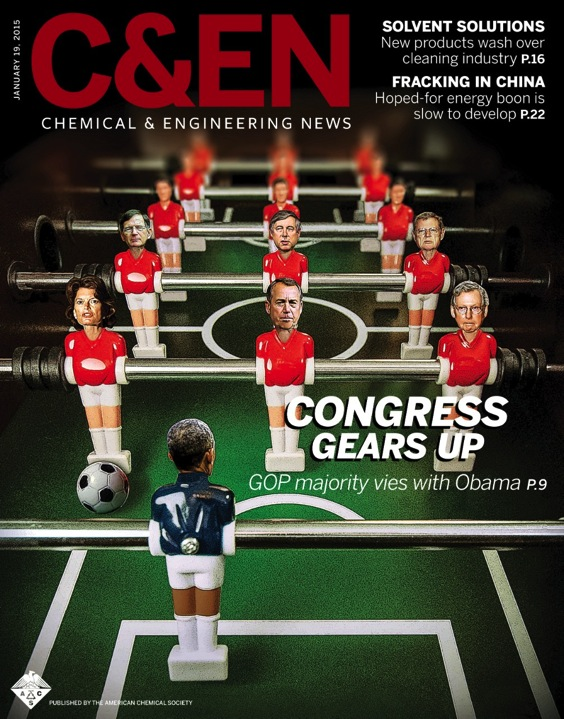 JANUARY 19, 2015
C&EN
CHEMICAL & ENGINEERING NEWS
SOLVENT SOLUTIONS
New products wash over
cleaning industry P.16
FRACKING IN CHINA
Hoped-for energy boon is
slow to develop P.22
CONGRESS
GEARS UP
GOP majority vies with Obama P.9
A C
S
PUBLISHED BY THE AMERICAN CHEMICAL SOCIETY